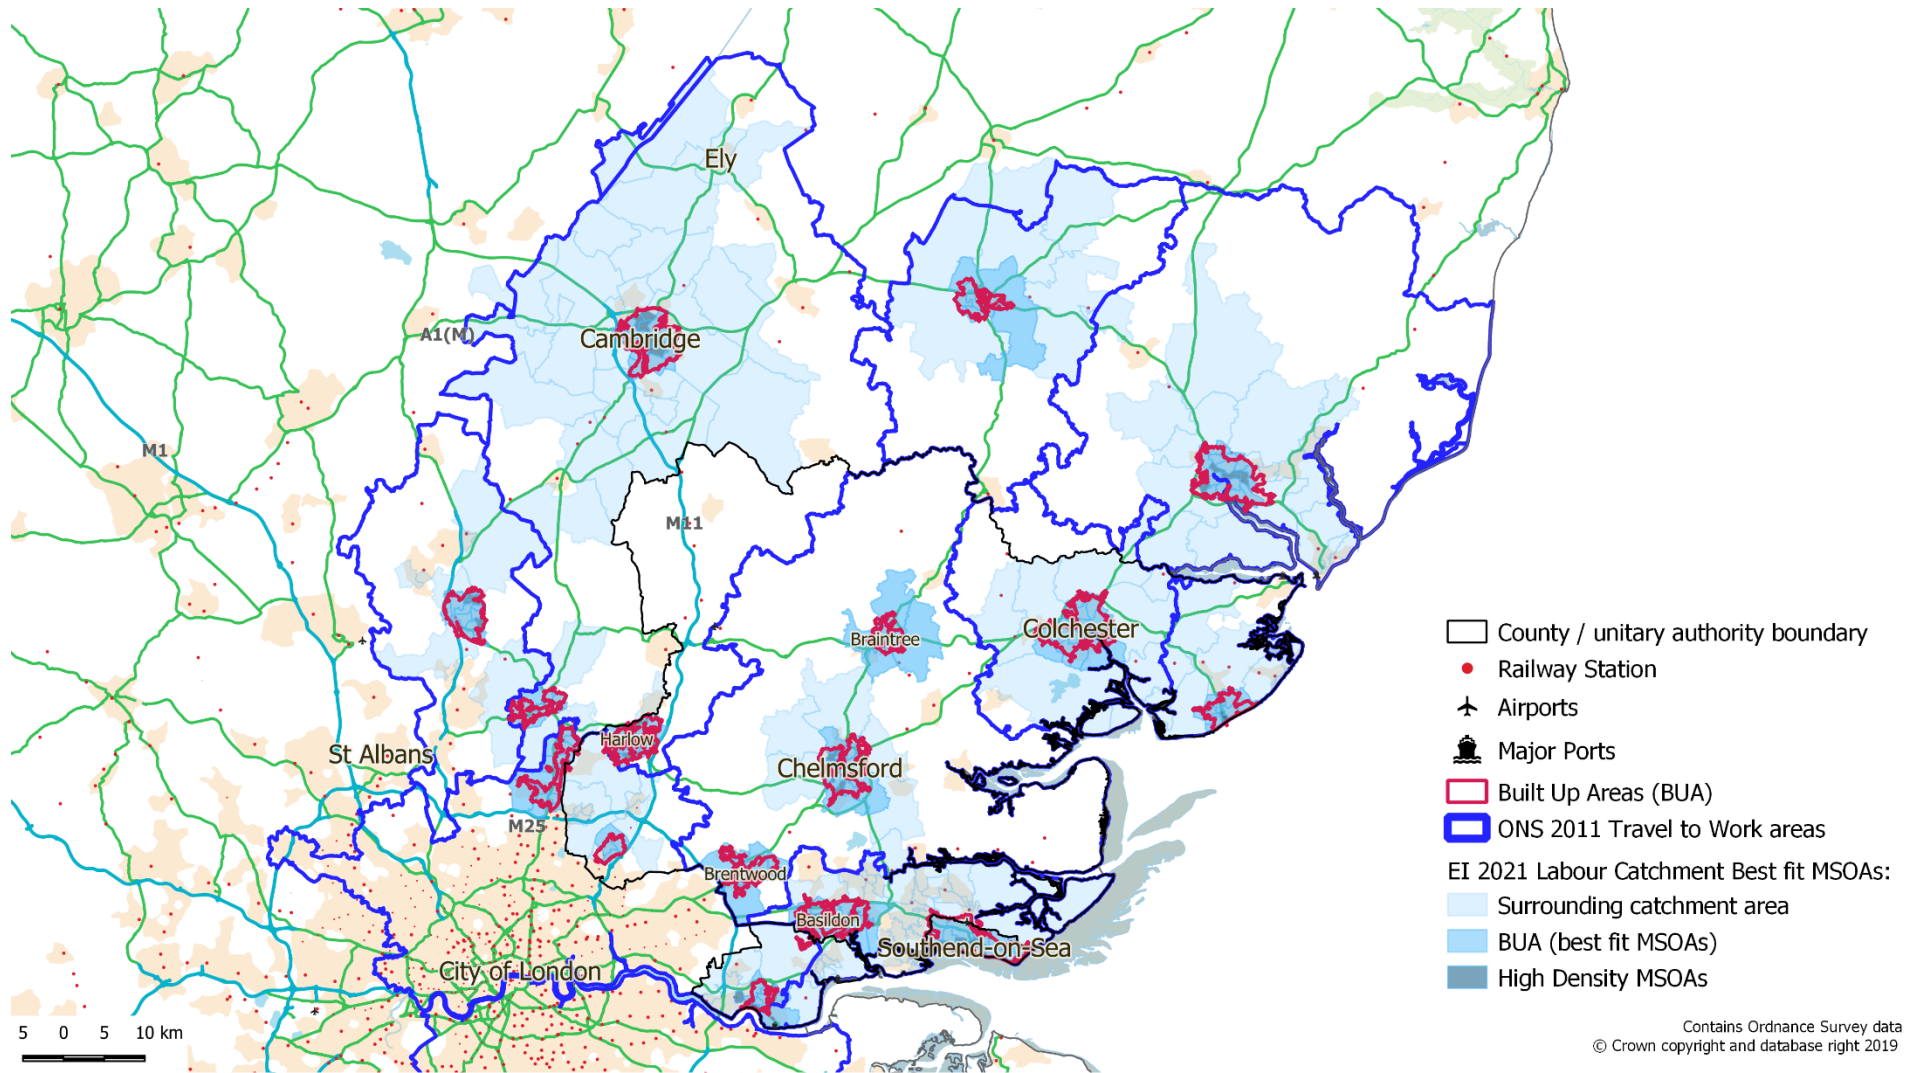 Ely
Cambridge
A1(M)
M1
M11
Braintree
Colchester
Harlow
St Albans
Chelmsford
M25
Brentwood
Basildon
Southend-on-Sea
City of London
5 0 5 10 km
County / unitary authority boundary
Railway Station
Airports
Major Ports
Built Up Areas (BUA)
ONS 2011 Travel to Work areas
EI 2021 Labour Catchment Best fit MSOAs:
Surrounding catchment area
BUA (best fit MSOAs)
High Density MSOAs
Contains Ordnance Survey data
© Crown copyright and database right 2019